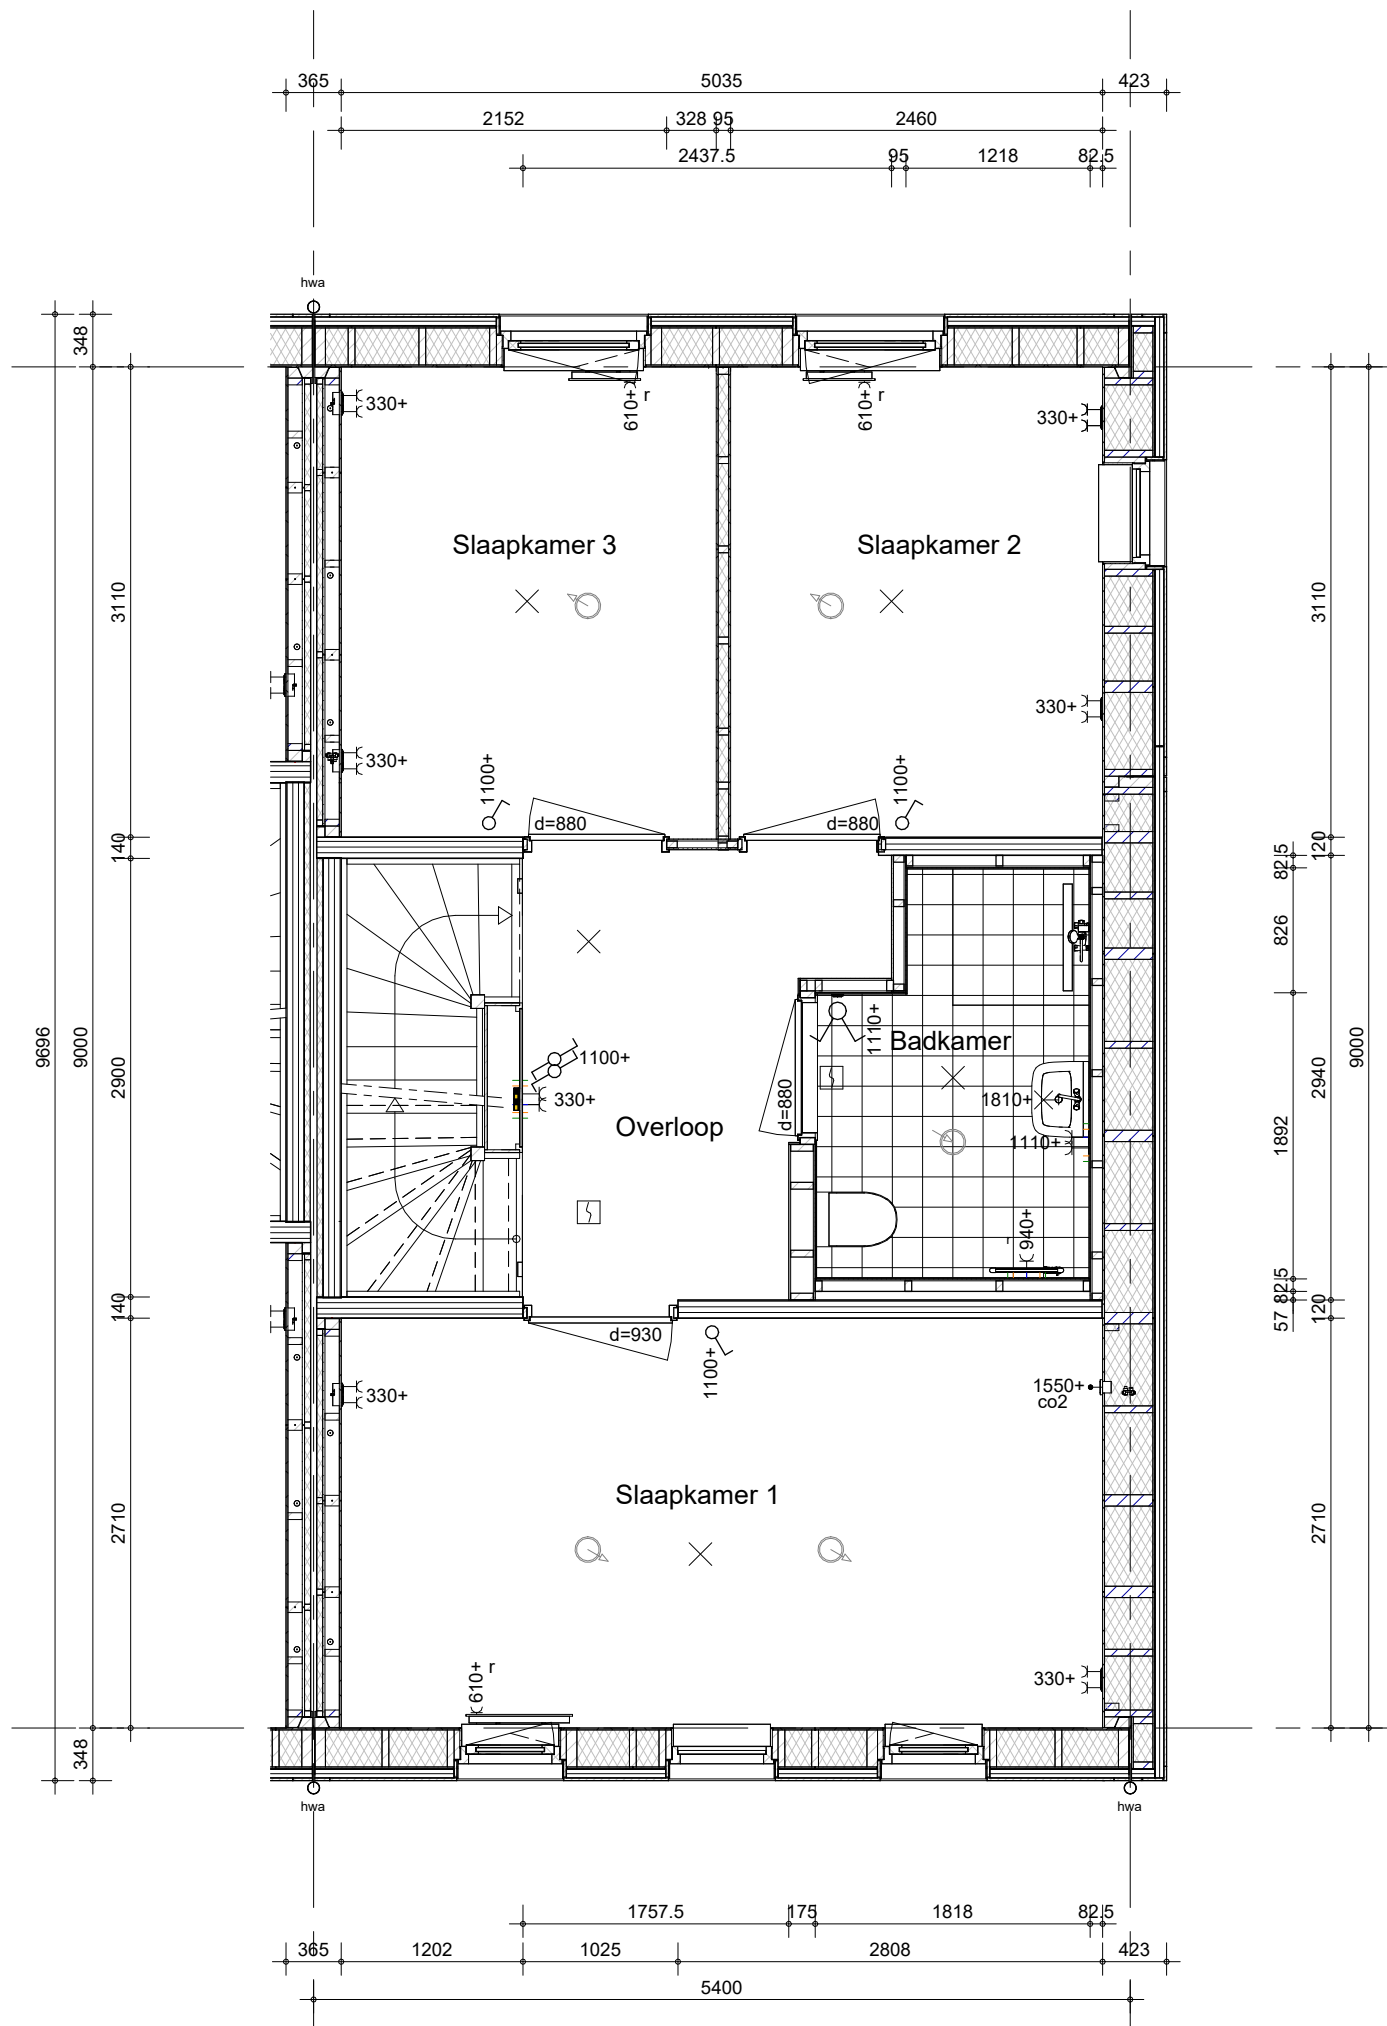 365 5035 423
2152 328 95 2460
2437.5 95 1218 82.5
hwa
348
330+
610+ r
610+ r
330+
Slaapkamer 3
Slaapkamer 2
3110
3110
330+
330+
1100+
1100+
d=880
d=880
140
120
82.5
826
9696
9000
2900
1100+
330+
Overloop
1110+
Badkamer
d=880
1810+
1110+
940+
1892
2940
9000
140
82.5
57
120
d=930
1100+
330+
1550+
co2
Slaapkamer 1
2710
2710
610+ r
330+
348
hwa
hwa
1757.5 175 1818 82.5
365 1202 1025 2808 423
5400